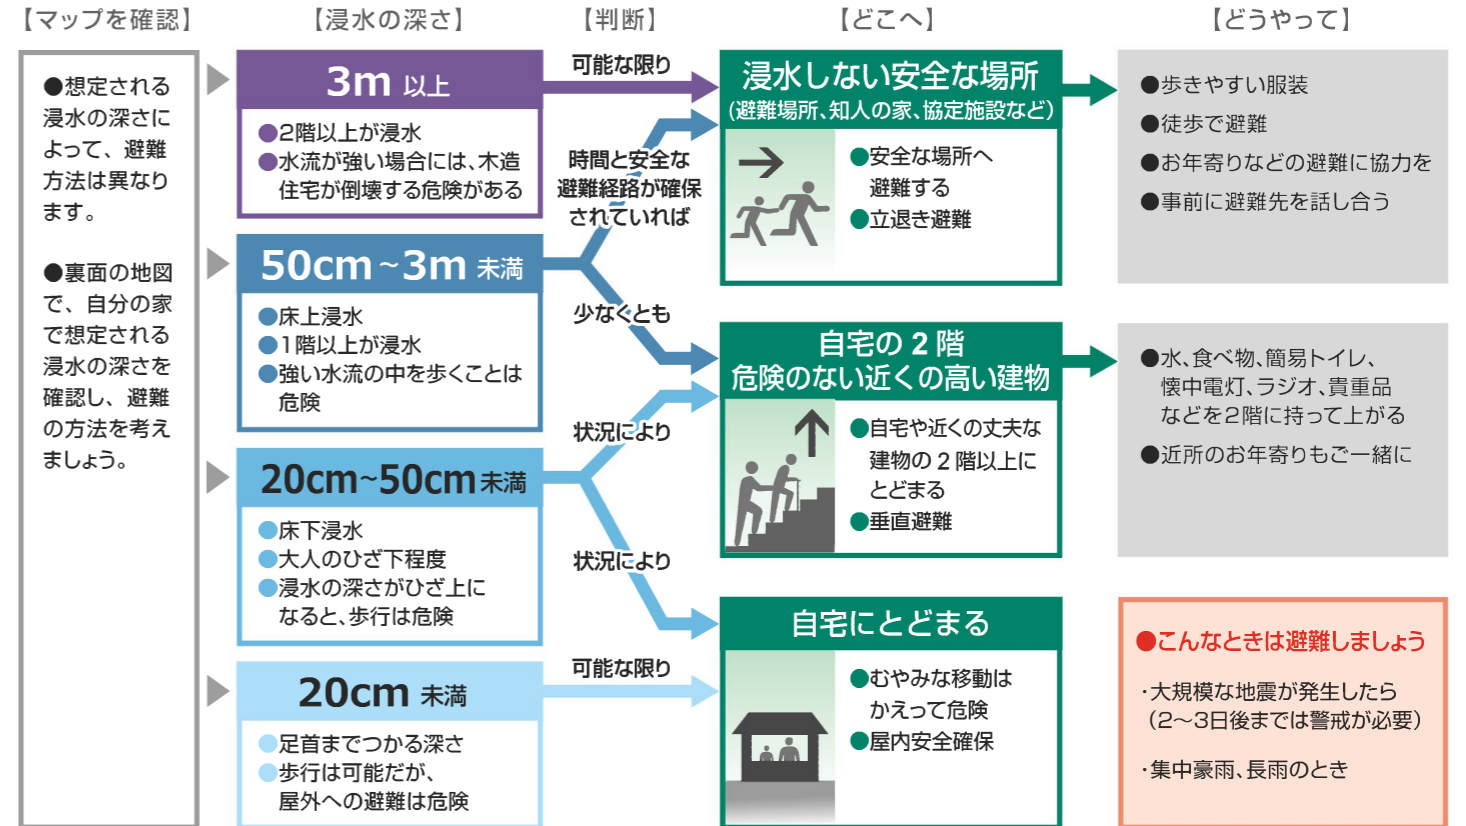 【マップを確認】
【浸水の深さ】
【判断】
【どこへ】
【どうやって】
●想定される
浸水の深さに
よって、避難
方法は異なり
ます。
●裏面の地図
で、自分の家
で想定される
浸水の深さを
確認し、避難
の方法を考え
ましょう。
3m 以上
●2階以上が浸水
●水流が強い場合には、木造
住宅が倒壊する危険がある
50cm~3m 未満
●床上浸水
●1階以上が浸水
●強い水流の中を歩くことは
危険
20cm~50cm未満
●床下浸水
●大人のひざ下程度
●浸水の深さがひざ上に
なると、歩行は危険
20cm 未満
●足首までつかる深さ
●歩行は可能だが、
屋外への避難は危険
可能な限り
時間と安全な
避難経路が確保
されていれば
少なくとも
状況により
状況により
可能な限り
浸水しない安全な場所
(避難場所、知人の家、協定施設など)
●安全な場所へ
避難する
●立退き避難
自宅の2階
危険のない近くの高い建物
●自宅や近くの丈夫な
建物の2階以上に
とどまる
●垂直避難
自宅にとどまる
●むやみな移動は
かえって危険
●屋内安全確保
●歩きやすい服装
●徒歩で避難
●お年寄りなどの避難に協力を
●事前に避難先を話し合う
●水、食べ物、簡易トイレ、
懐中電灯、ラジオ、貴重品
などを2階に持って上がる
●近所のお年寄りもご一緒に
●こんなときは避難しましょう
・大規模な地震が発生したら
(2〜3日後までは警戒が必要)
・集中豪雨、長雨のとき